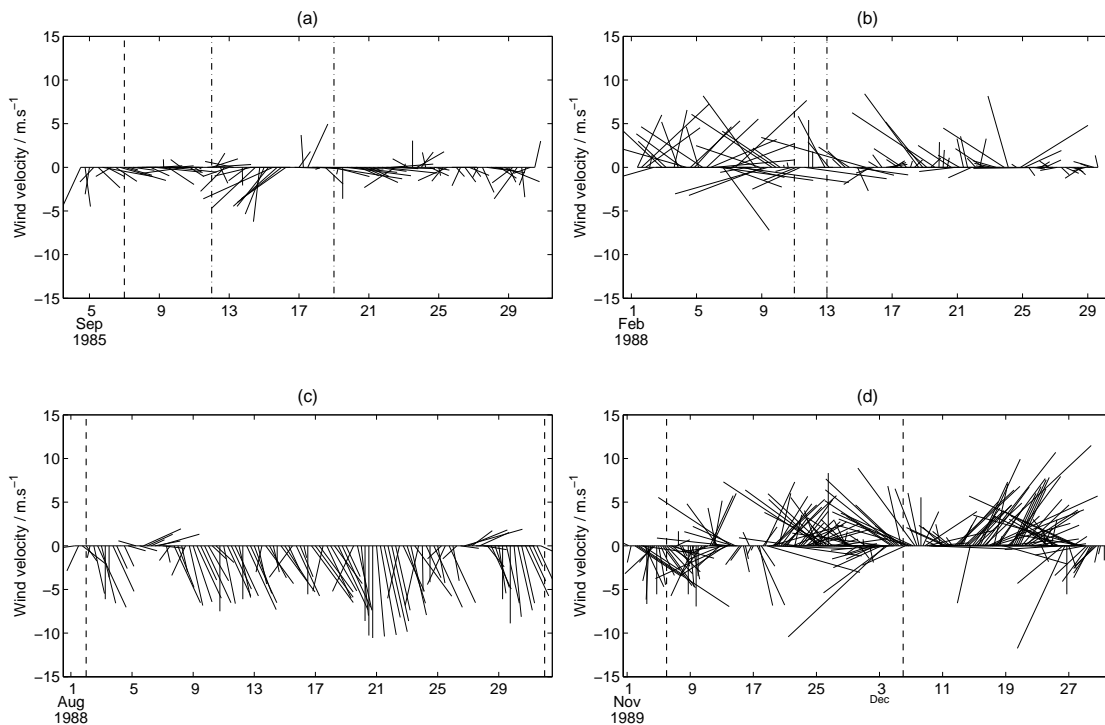 (a)
Wind velocity / m.s⁻¹
15
10
5
0
−5
−10
−15
5 9 13 17 21 25 29
Sep
1985
(b)
Wind velocity / m.s⁻¹
15
10
5
0
−5
−10
−15
1 5 9 13 17 21 25 29
Feb
1988
(c)
Wind velocity / m.s⁻¹
15
10
5
0
−5
−10
−15
1 5 9 13 17 21 25 29
Aug
1988
(d)
Wind velocity / m.s⁻¹
15
10
5
0
−5
−10
−15
1 9 17 25 3 11 19 27
Nov Dec
1989